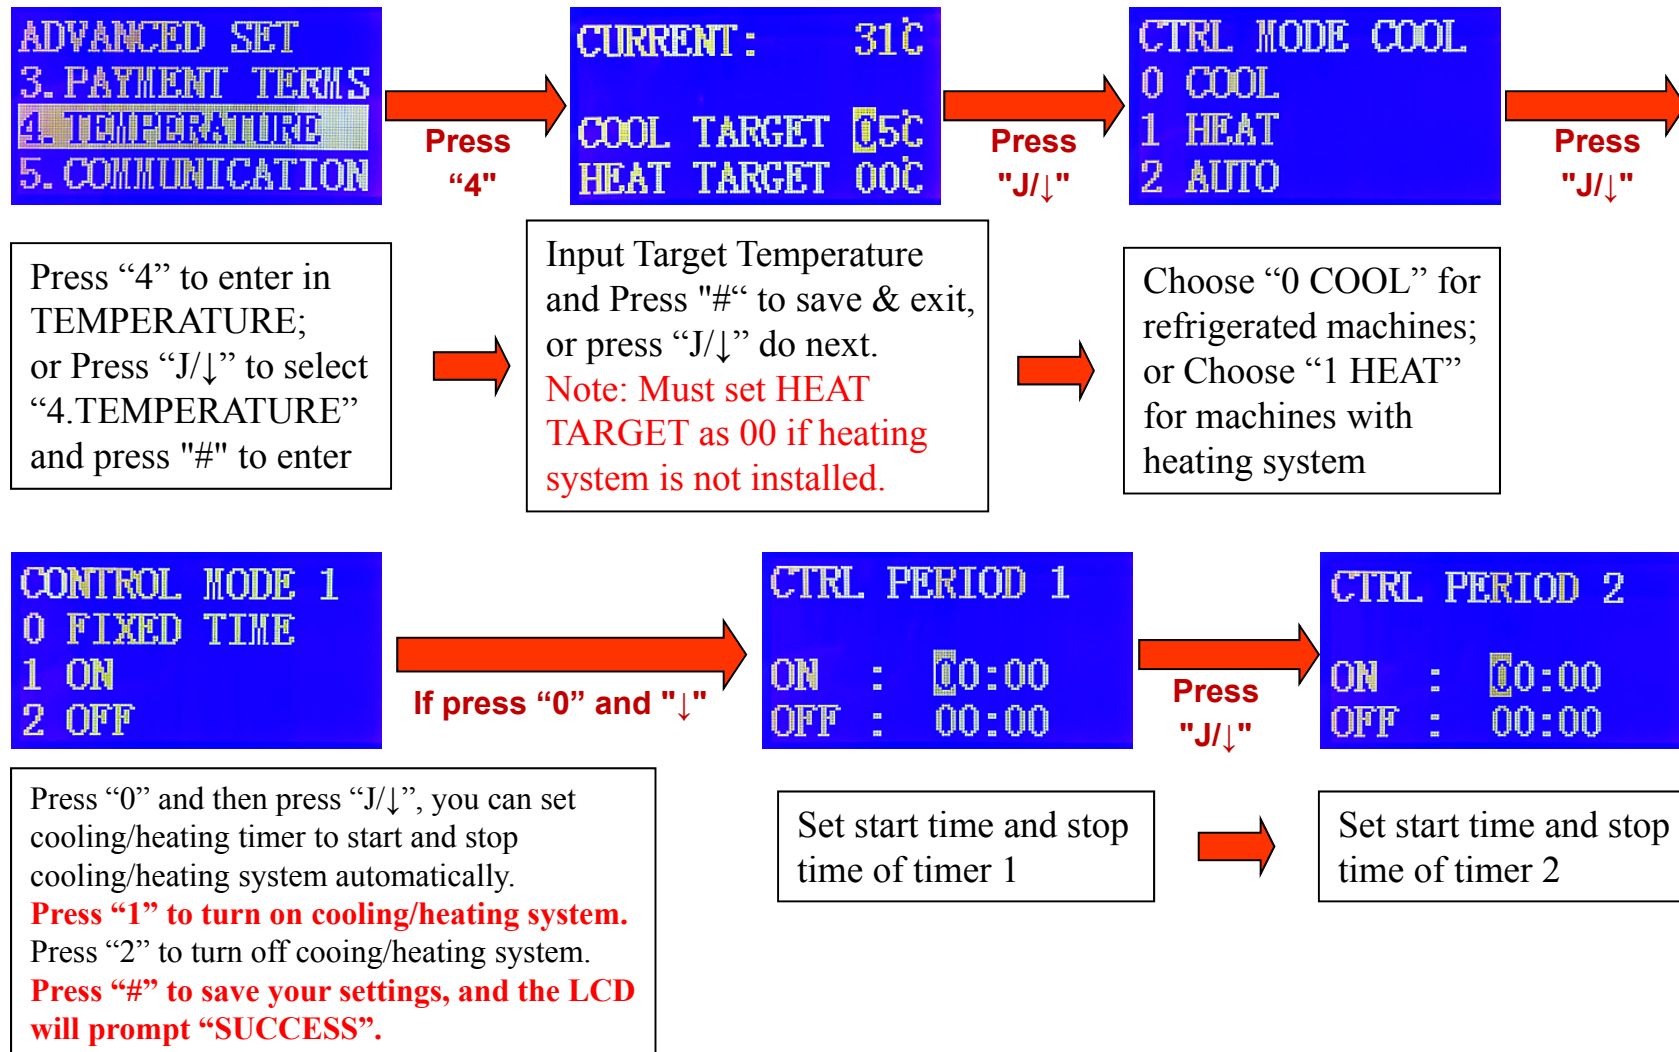 ADVANCED SET
3. PAYMENT TERMS
4. TEMPERATURE
5. COMMUNICATION
Press
“4"
CURRENT: 31℃
COOL TARGET 05℃
HEAT TARGET 00℃
Press
"J/↓"
CTRL MODE COOL
0 COOL
1 HEAT
2 AUTO
Press
"J/↓"
Press “4” to enter in
TEMPERATURE;
or Press “J/↓” to select
“4.TEMPERATURE”
and press "#" to enter
Input Target Temperature
and Press "#“ to save & exit,
or press “J/↓” do next.
Note: Must set HEAT
TARGET as 00 if heating
system is not installed.
Choose “0 COOL” for
refrigerated machines;
or Choose “1 HEAT”
for machines with
heating system
CONTROL MODE 1
0 FIXED TIME
1 ON
2 OFF
If press “0” and "↓"
CTRL PERIOD 1
ON : 00:00
OFF : 00:00
Press
"J/↓"
CTRL PERIOD 2
ON : 00:00
OFF : 00:00
Press “0” and then press “J/↓”, you can set
cooling/heating timer to start and stop
cooling/heating system automatically.
Press “1” to turn on cooling/heating system.
Press “2” to turn off cooing/heating system.
Press “#” to save your settings, and the LCD
will prompt “SUCCESS”.
Set start time and stop
time of timer 1
Set start time and stop
time of timer 2